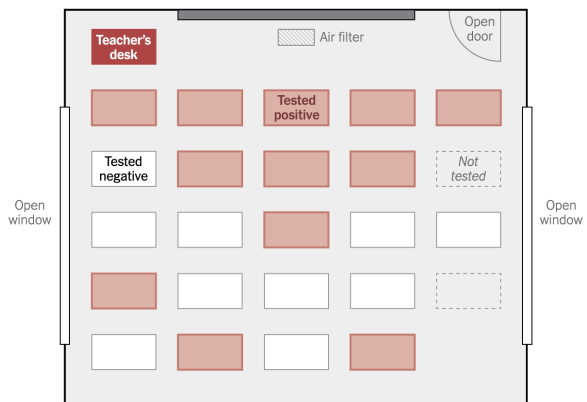 Teacher's
desk
Air filter
Open
door
Tested
positive
Tested
negative
Not
tested
Open
window
Open
window